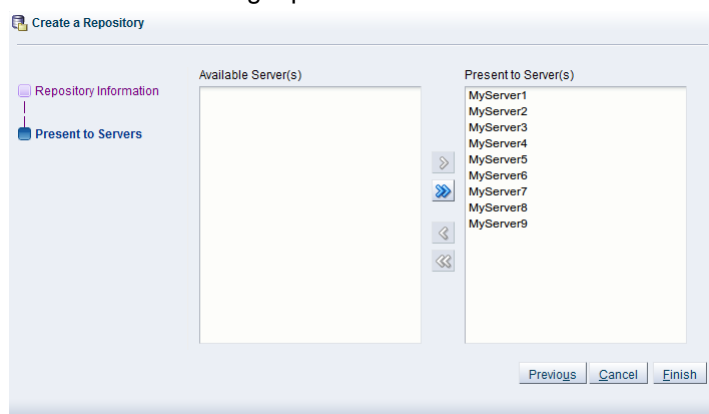 Create a Repository
Repository Information
Present to Servers
Available Server(s)
Present to Server(s)
MyServer1
MyServer2
MyServer3
MyServer4
MyServer5
MyServer6
MyServer7
MyServer8
MyServer9
Previous Cancel Finish